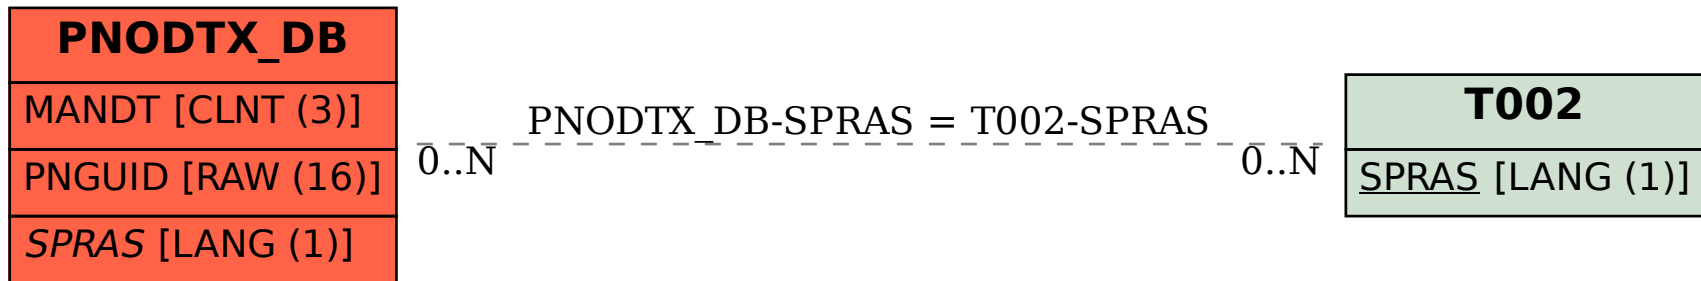 PNODTX_DB
MANDT [CLNT (3)]
PNGUID [RAW (16)]
SPRAS [LANG (1)]
PNODTX_DB-SPRAS = T002-SPRAS
0..N
0..N
T002
SPRAS [LANG (1)]